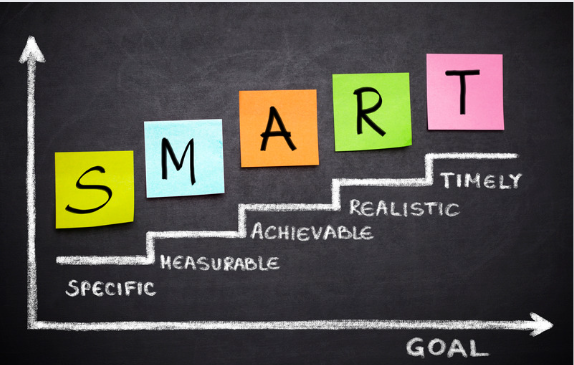 S M A R T
SPECIFIC
MEASURABLE
ACHIEVABLE
REALISTIC
TIMELY
GOAL